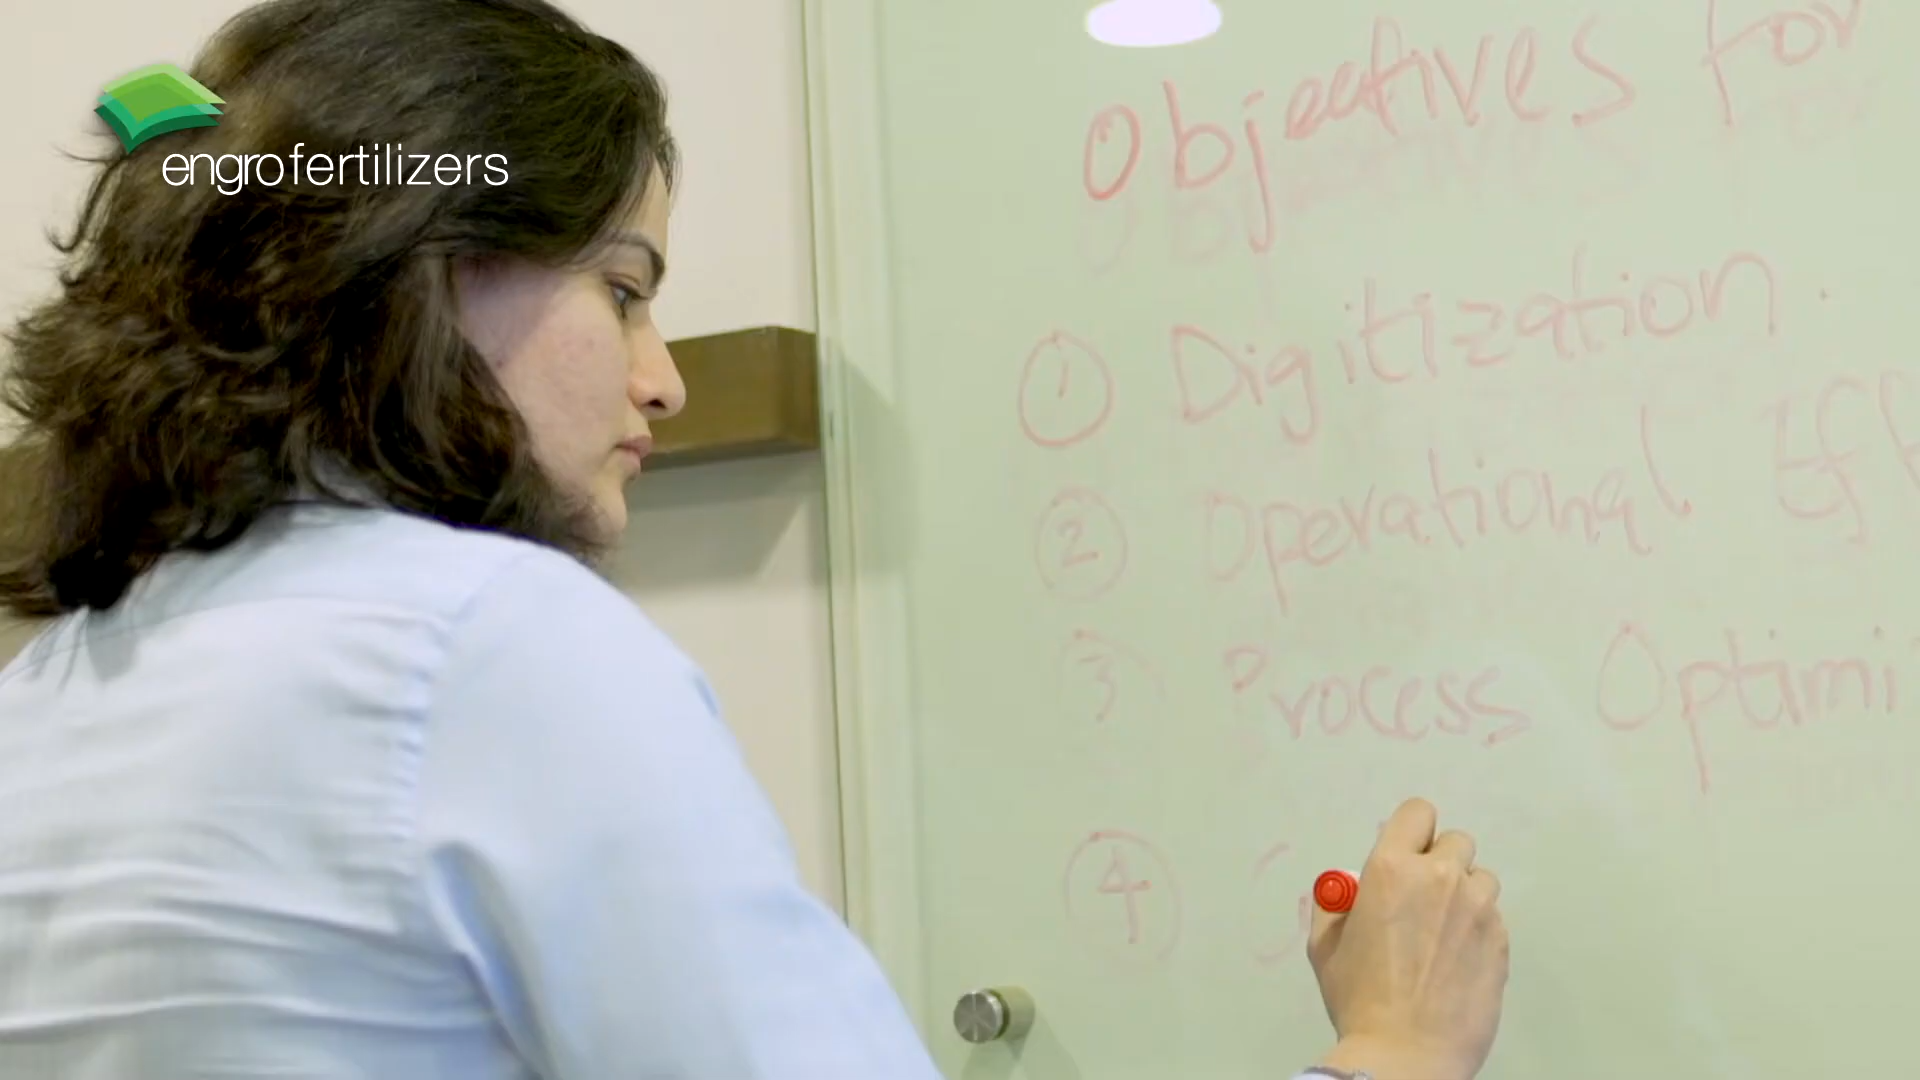 engrofertilizers
Objectives for
1 Digitization.
2 Operational Eff
3 Process Optimi
4